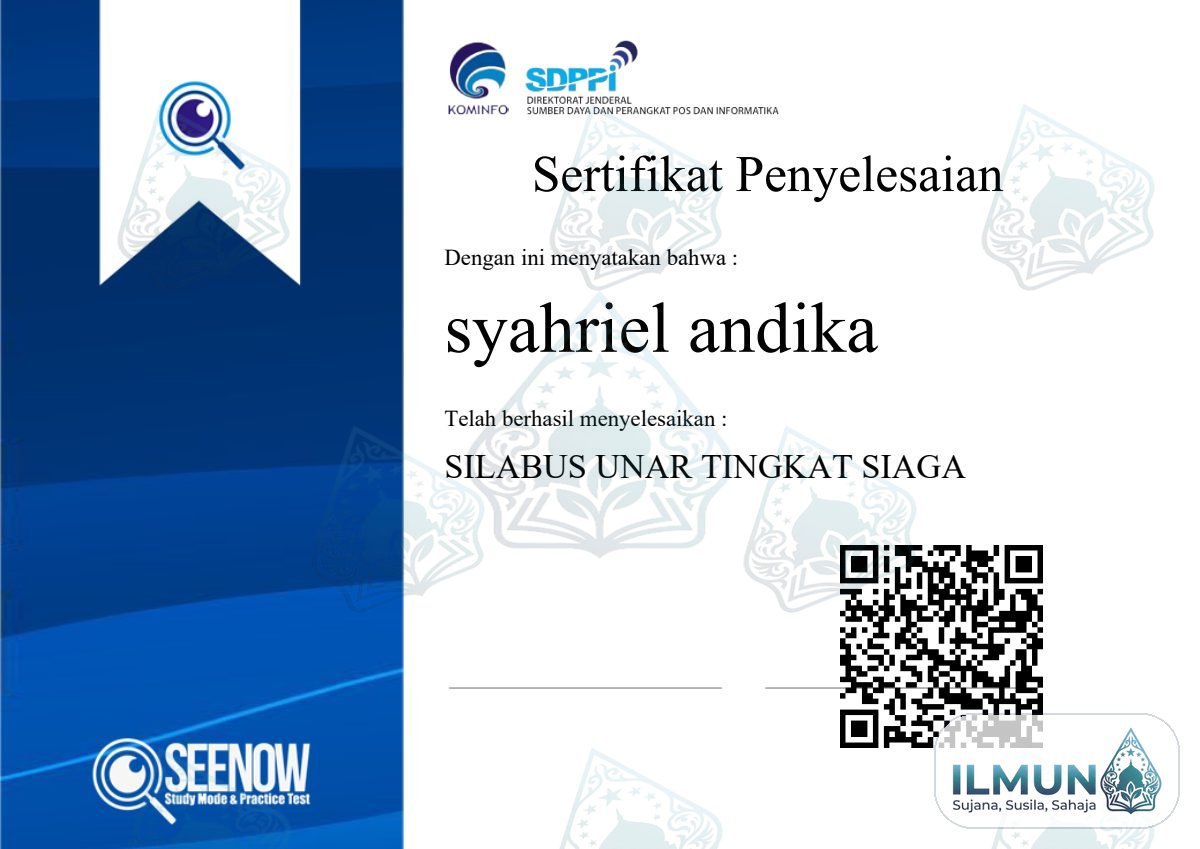 KOMINFO
SDPPI
DIREKTORAT JENDERAL
SUMBER DAYA DAN PERANGKAT POS DAN INFORMATIKA
Sertifikat Penyelesaian
Dengan ini menyatakan bahwa :
syahriel andika
Telah berhasil menyelesaikan :
SILABUS UNAR TINGKAT SIAGA
SEENOW
Study Mode & Practice Test
ILMUN
Sujana, Susila, Sahaja